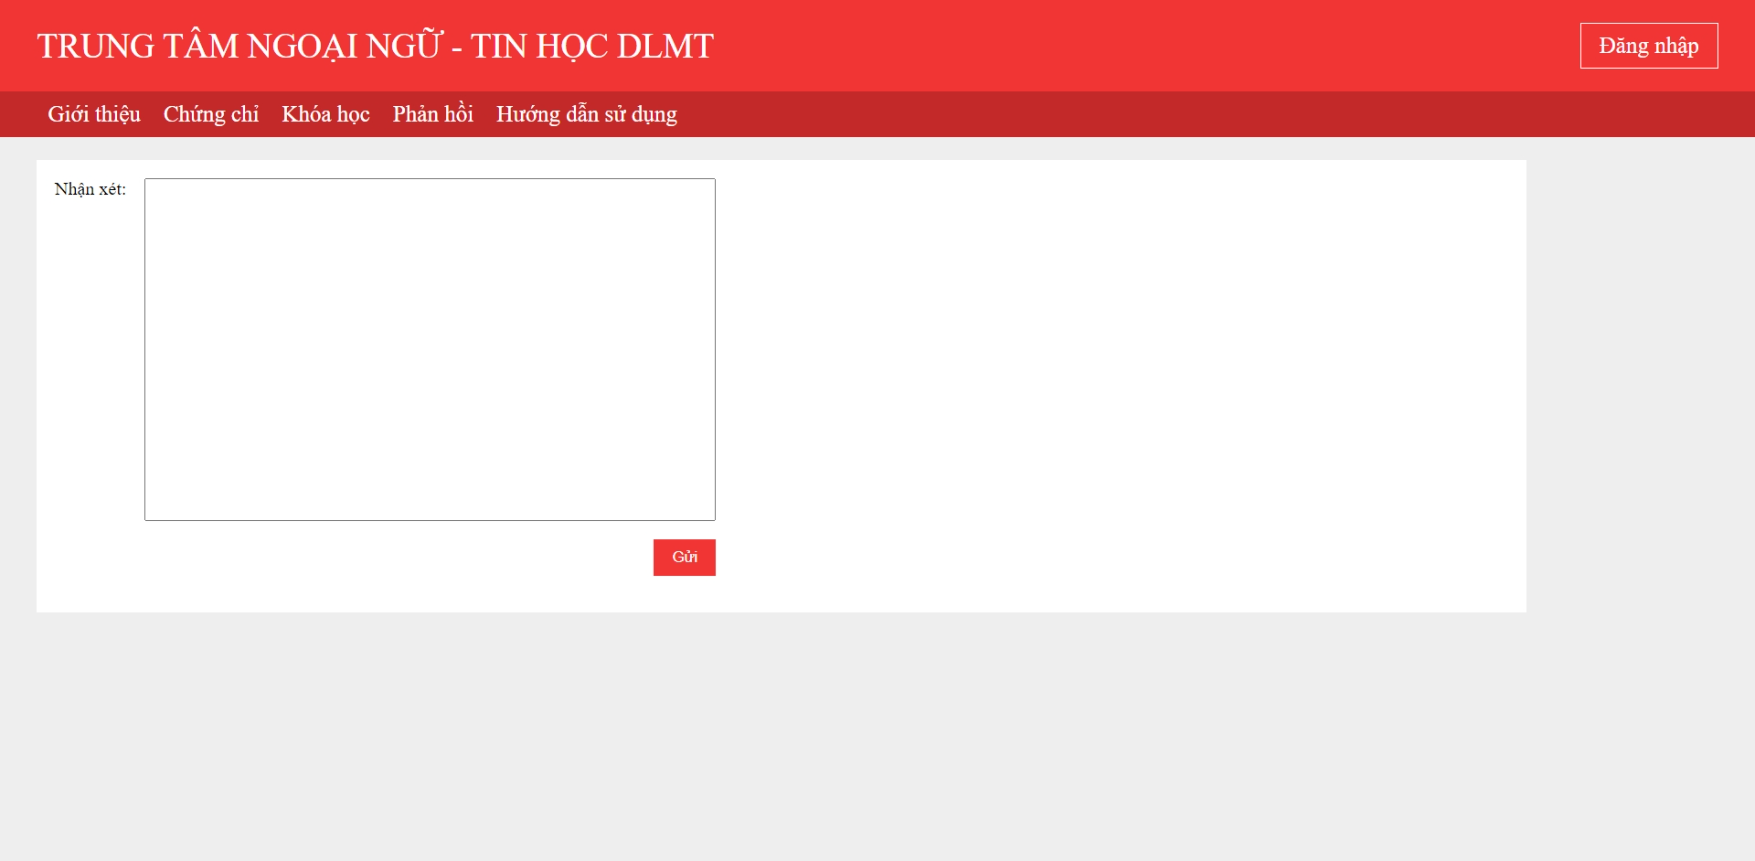 TRUNG TÂM NGOẠI NGỮ - TIN HỌC DLMT
Đăng nhập
Giới thiệu Chứng chỉ Khóa học Phản hồi Hướng dẫn sử dụng
Nhận xét:
Gửi